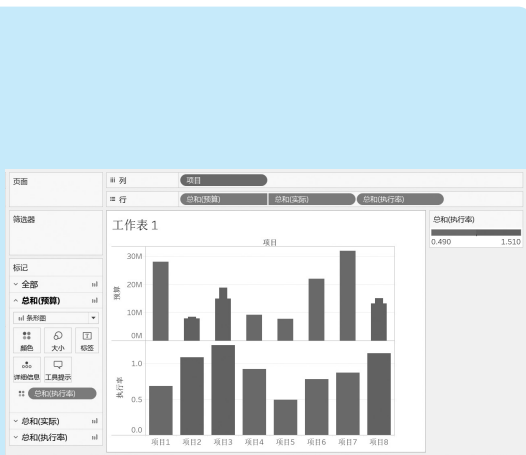 页面
iii 列
项目
行
总和(预算) 总和(实际) 总和(执行率)
筛选器
工作表 1
总和(执行率)
0.490 1.510
项目
30M
20M
10M
0M
预算
1.0
0.5
0.0
执行率
项目1 项目2 项目3 项目4 项目5 项目6 项目7 项目8
标记
全部
总和(预算)
条形图
颜色 大小 标签
详细信息 工具提示
总和(执行率)
总和(实际)
总和(执行率)